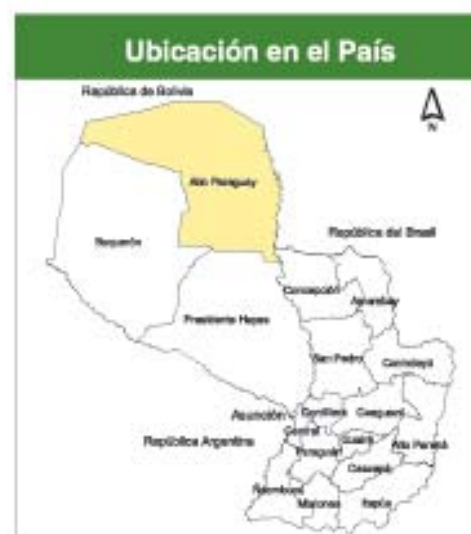 Ubicación en el País
República de Bolivia
N
Alto Paraguay
República del Brasil
Boquerón
Concepción
Amambay
Presidente Hayes
San Pedro
Canindeyú
Asunción
Cordillera
Caaguazú
Central
República Argentina
Guairá
Alto Paraná
Paraguarí
Caazapá
Ñeembucú
Misiones
Itapúa